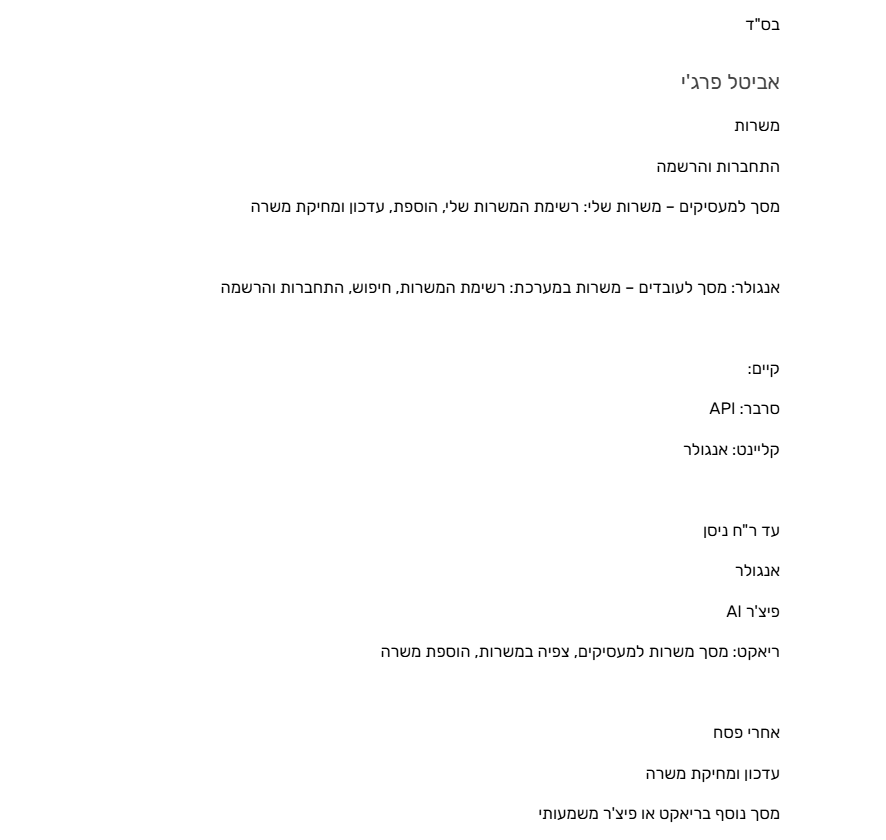 בס"ד
אביטל פרג'י
משרות
התחברות והרשמה
מסך למעסיקים – משרות שלי: רשימת המשרות שלי, הוספת, עדכון ומחיקת משרה
אנגולר: מסך לעובדים – משרות במערכת: רשימת המשרות, חיפוש, התחברות והרשמה
קיים:
סרבר: API
קליינט: אנגולר
עד ר"ח ניסן
אנגולר
פיצ'ר AI
ריאקט: מסך משרות למעסיקים, צפיה במשרות, הוספת משרה
אחרי פסח
עדכון ומחיקת משרה
מסך נוסף בריאקט או פיצ'ר משמעותי